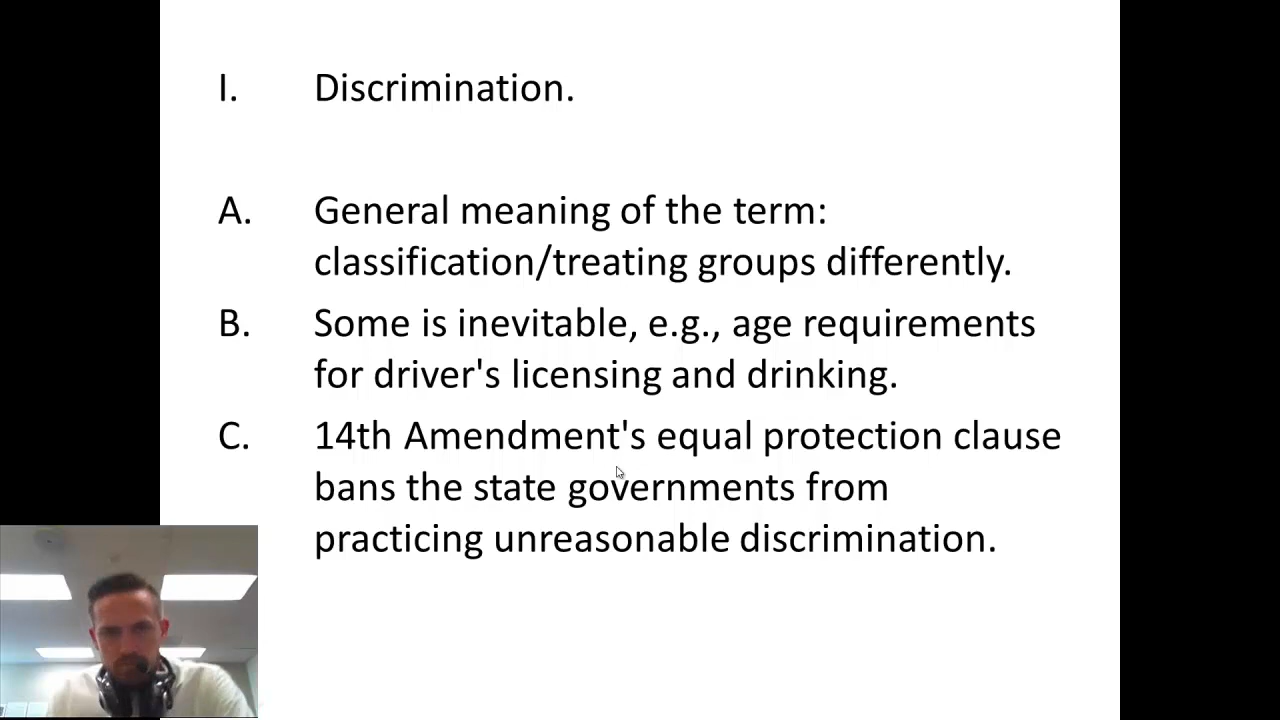 I. Discrimination.
A. General meaning of the term:
classification/treating groups differently.
B. Some is inevitable, e.g., age requirements
for driver's licensing and drinking.
C. 14th Amendment's equal protection clause
bans the state governments from
practicing unreasonable discrimination.